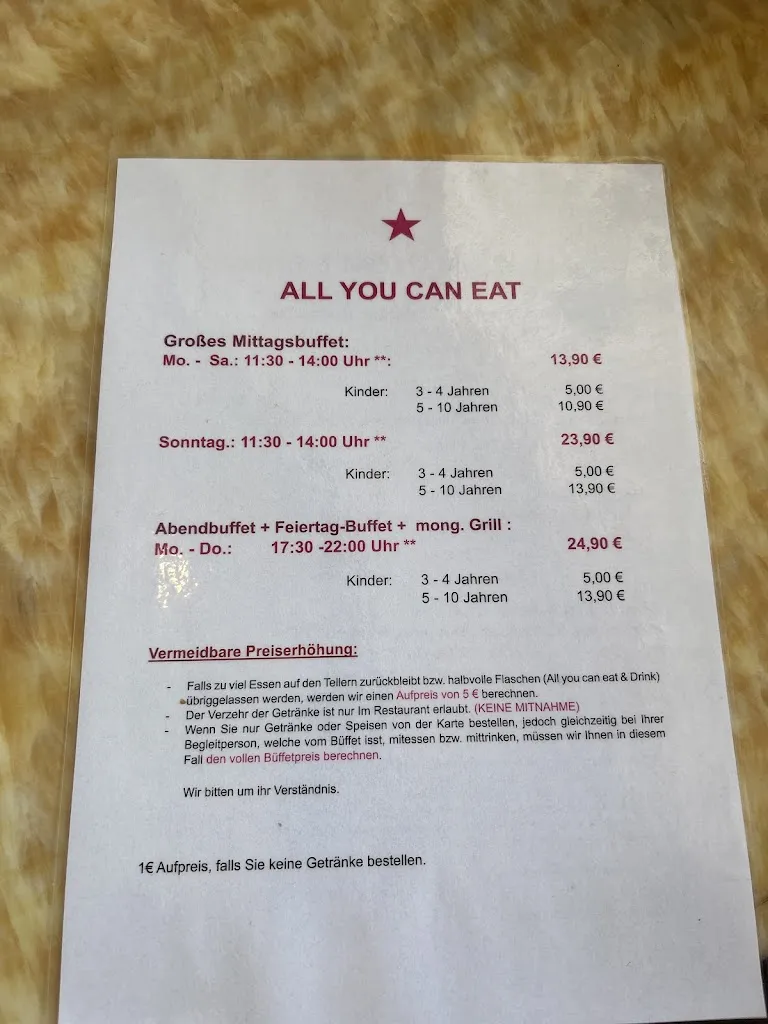 ALL YOU CAN EAT
Großes Mittagsbuffet:
Mo. - Sa.: 11:30 - 14:00 Uhr **: 13,90 €
Kinder: 3 - 4 Jahren 5,00 €
5 - 10 Jahren 10,90 €
Sonntag.: 11:30 - 14:00 Uhr ** 23,90 €
Kinder: 3 - 4 Jahren 5,00 €
5 - 10 Jahren 13,90 €
Abendbuffet + Feiertag-Buffet + mong. Grill :
Mo. - Do.: 17:30 -22:00 Uhr ** 24,90 €
Kinder: 3 - 4 Jahren 5,00 €
5 - 10 Jahren 13,90 €
Vermeidbare Preiserhöhung:
- Falls zu viel Essen auf den Tellern zurückbleibt bzw. halbvolle Flaschen (All you can eat & Drink)
übriggelassen werden, werden wir einen Aufpreis von 5 € berechnen.
- Der Verzehr der Getränke ist nur Im Restaurant erlaubt. (KEINE MITNAHME)
- Wenn Sie nur Getränke oder Speisen von der Karte bestellen, jedoch gleichzeitig bei Ihrer
Begleitperson, welche vom Büffet isst, mitessen bzw. mittrinken, müssen wir Ihnen in diesem
Fall den vollen Büffetpreis berechnen.
Wir bitten um ihr Verständnis.
1€ Aufpreis, falls Sie keine Getränke bestellen.